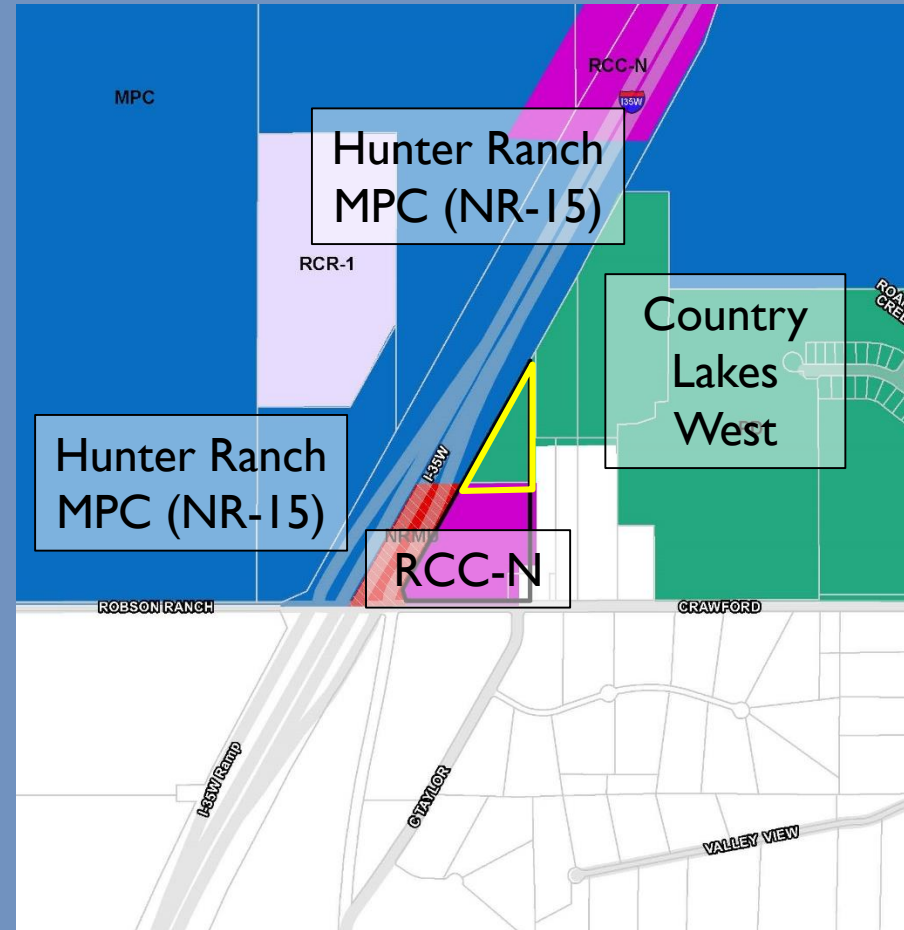 RCC-N
I35W
MPC
Hunter Ranch
MPC (NR-15)
RCR-1
Country
Lakes
West
I-35W
Hunter Ranch
MPC (NR-15)
NRMU
RCC-N
ROBSON RANCH
CRAWFORD
I-35W Ramp
C TAYLOR
VALLEY VIEW